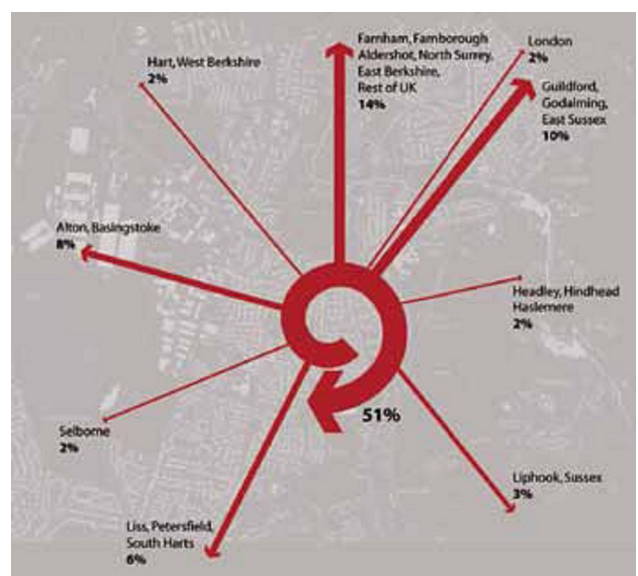 Farnham, Farnborough
Aldershot, North Surrey,
East Berkshire,
Rest of UK
14%
London
2%
Hart, West Berkshire
2%
Guildford,
Godalming,
East Sussex
10%
Alton, Basingstoke
8%
Headley, Hindhead
Haslemere
2%
51%
Selborne
2%
Liphook, Sussex
3%
Liss, Petersfield,
South Harts
6%